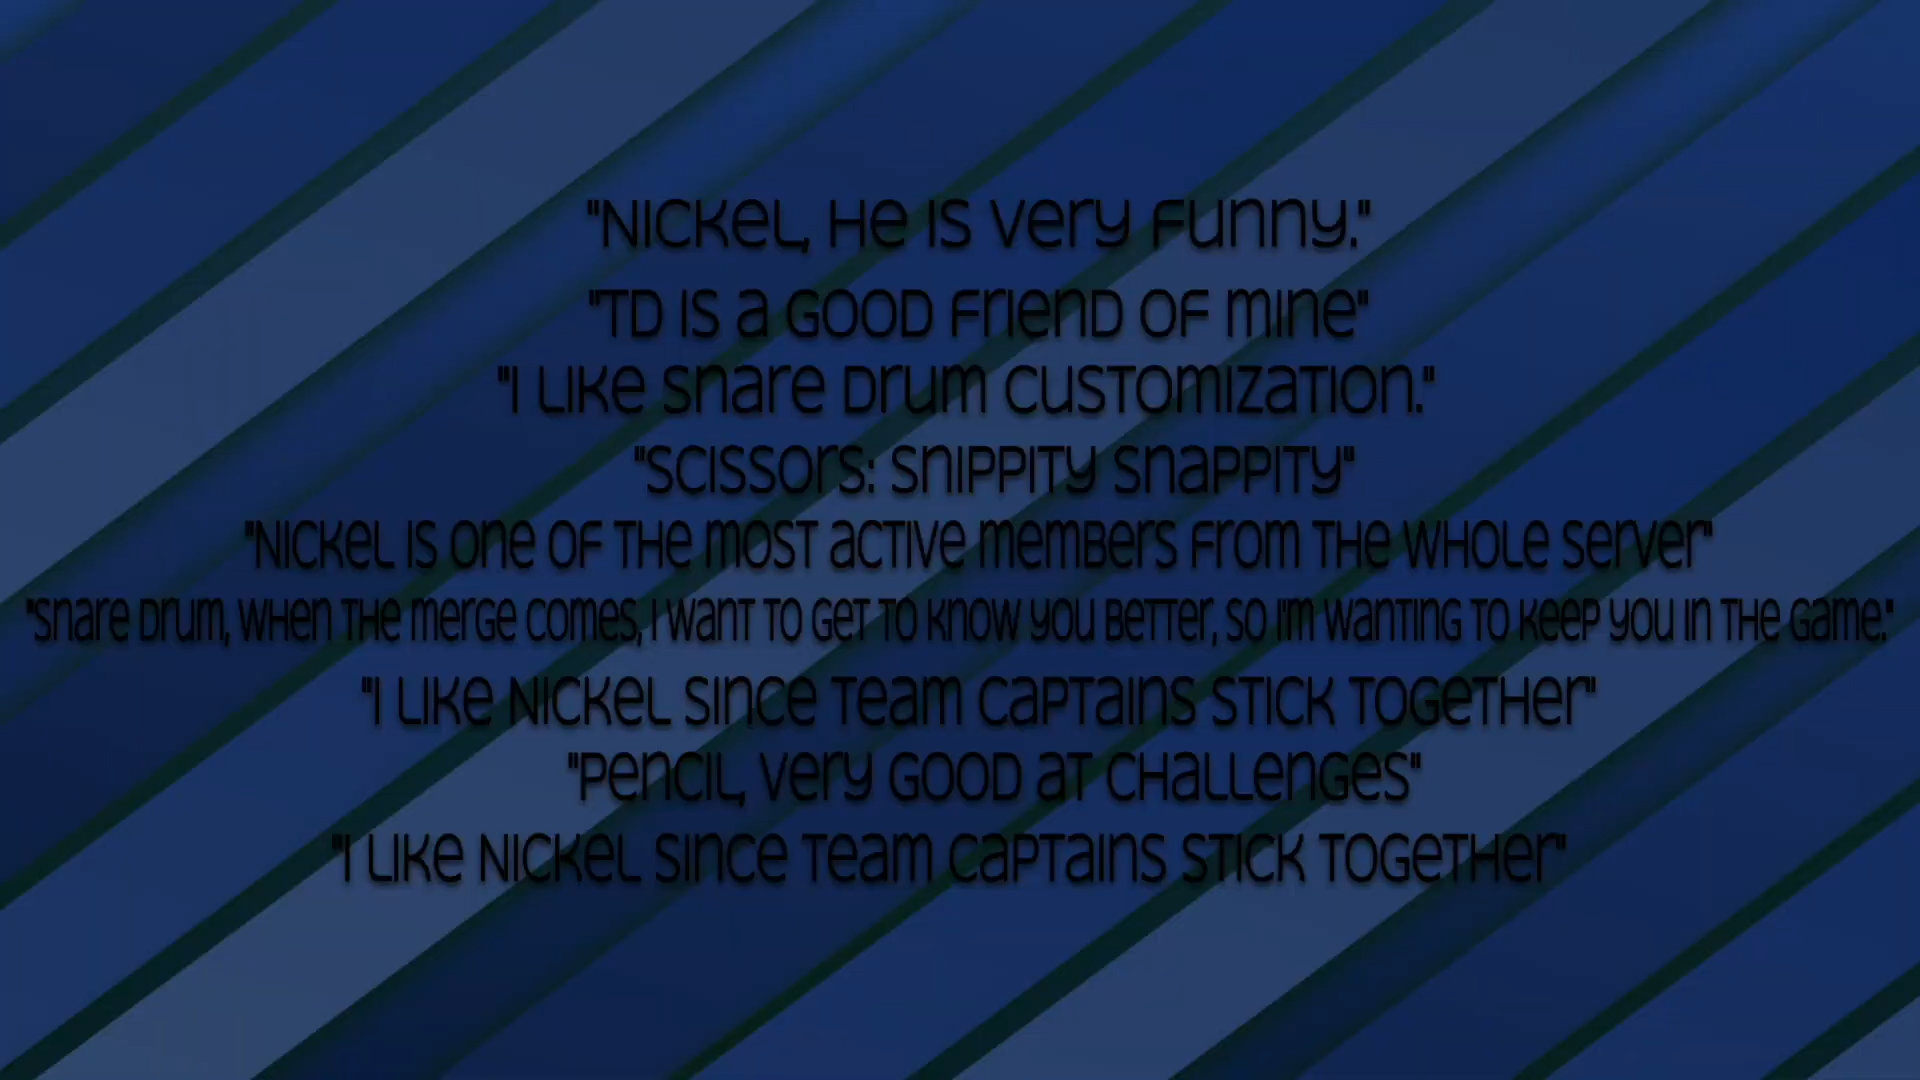 "Nickel, he is very funny."
"TD is a good friend of mine"
"I like Snare Drum customization."
"Scissors: Snippity Snappity"
"Nickel is one of the most active members from the whole server"
"Snare Drum, when the merge comes, I want to get to know you better, so I'm wanting to keep you in the game."
"I like Nickel since team captains stick together"
"Pencil, very good at challenges"
"I like Nickel since team captains stick together"